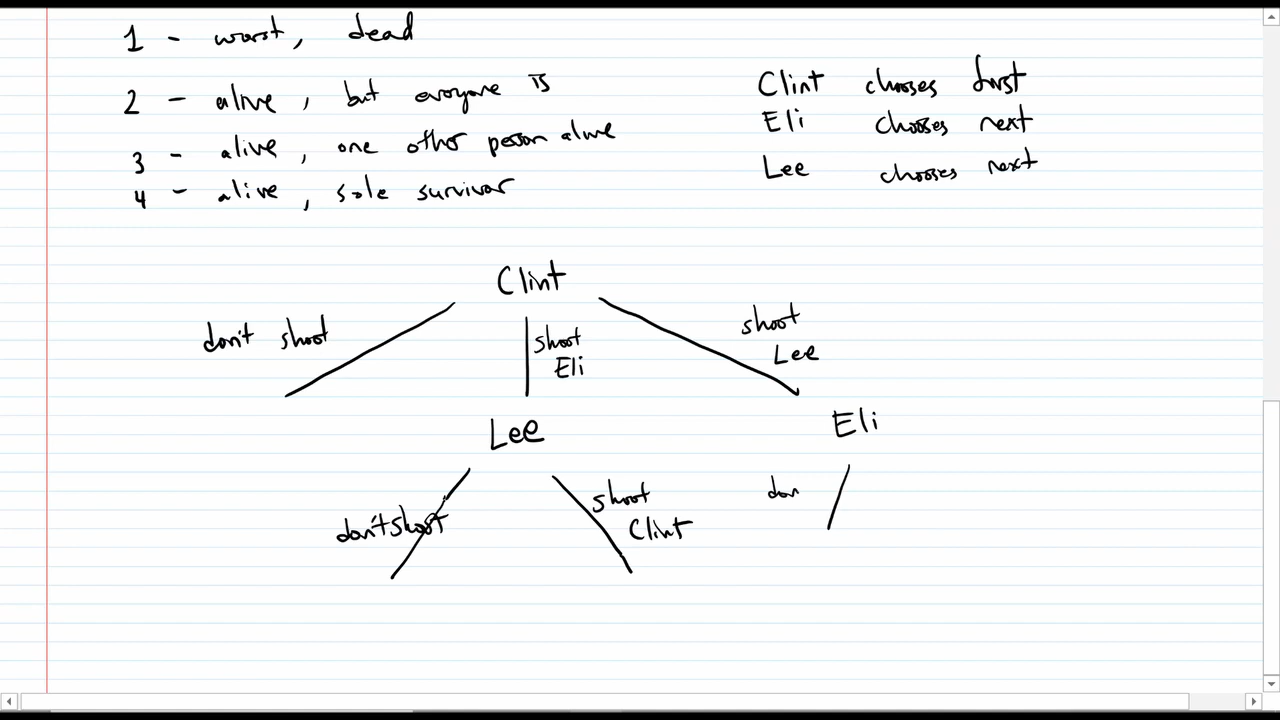 1 - worst, dead
2 - alive, but everyone is
3 - alive, one other person alive
4 - alive, sole survivor
Clint chooses first
Eli chooses next
Lee chooses next
Clint
don't shoot
shoot
Eli
shoot
Lee
Lee
Eli
don't shoot
shoot
Clint
don